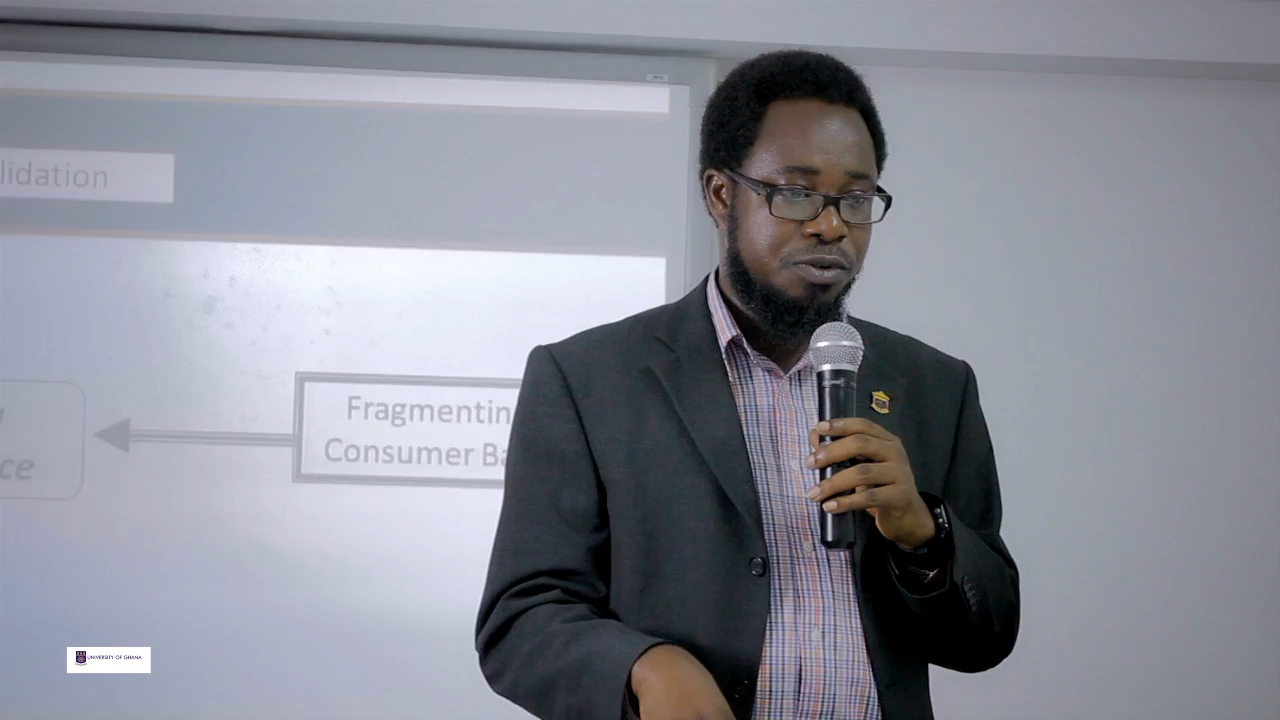 lidation
Fragmentin
Consumer Ba
ce
UNIVERSITY OF GHANA